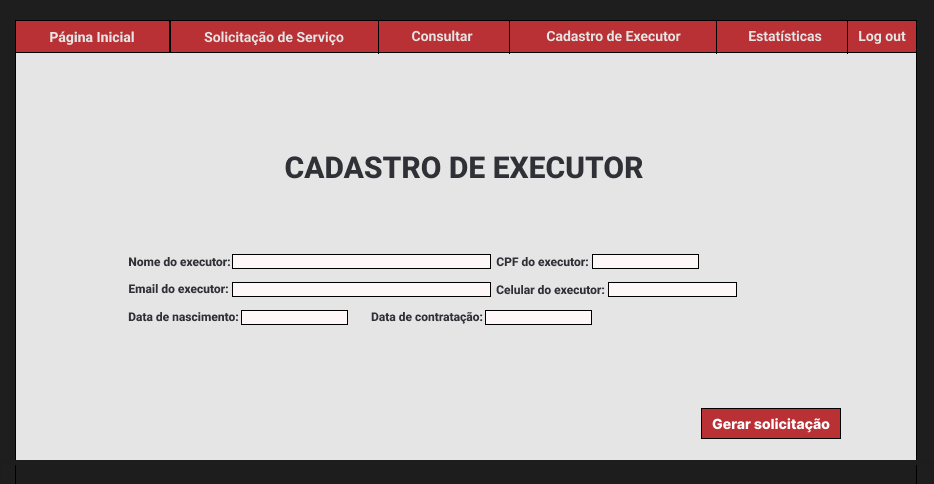 Página Inicial Solicitação de Serviço Consultar Cadastro de Executor Estatísticas Log out
CADASTRO DE EXECUTOR
Nome do executor: CPF do executor:
Email do executor: Celular do executor:
Data de nascimento: Data de contratação:
Gerar solicitação